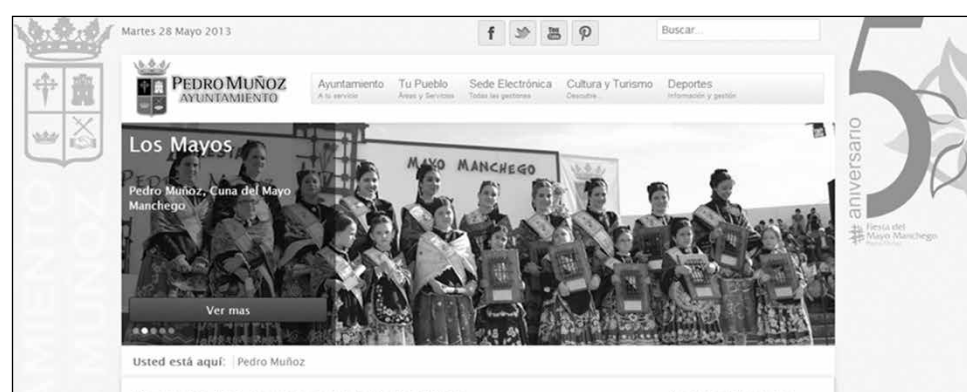 Martes 28 Mayo 2013
Buscar...
PEDRO MUÑOZ
AYUNTAMIENTO
Ayuntamiento
A tu servicio
Tu Pueblo
Áreas y Servicios
Sede Electrónica
Todas las gestiones
Cultura y Turismo
Descubre...
Deportes
Información y gestión
Los Mayos
Pedro Muñoz, Cuna del Mayo
Manchego
MAYO MANCHEGO
Ver mas
Usted está aquí: Pedro Muñoz
5
aniversario
Fiesta del
Mayo Manchego